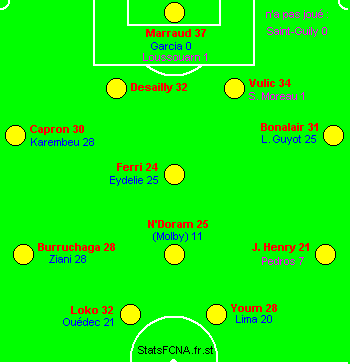 Marraud 37
n'a pas joué :
Garcia 0
Saint-Guily 0
Loussouarn 1
Desailly 32
Vulic 34
S. Moreau 1
Capron 30
Karembeu 28
Bonalair 31
L. Guyot 25
Ferri 24
Eydelie 25
N'Doram 25
(Molby) 11
Burruchaga 28
Ziani 28
J. Henry 21
Pedros 7
Loko 32
Ouédec 21
Youm 28
Lima 20
StatsFCNA.fr.st